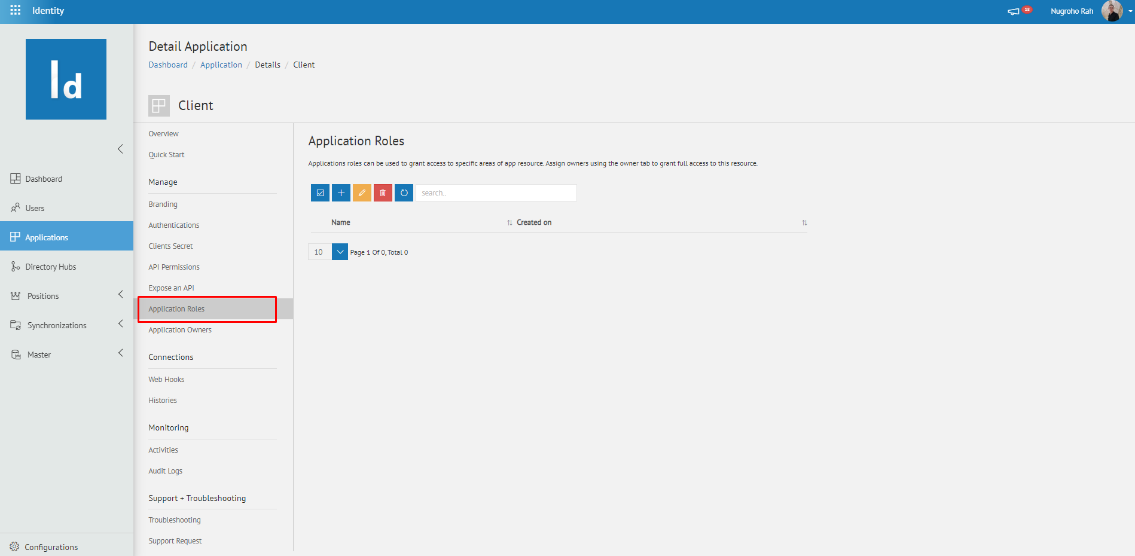 Identity
12
Nugroho Rah
Id
Dashboard
Users
Applications
Directory Hubs
Positions
Synchronizations
Master
Configurations
Detail Application
Dashboard / Application / Details / Client
Client
Overview
Quick Start
Manage
Branding
Authentications
Clients Secret
API Permissions
Expose an API
Application Roles
Application Owners
Connections
Web Hooks
Histories
Monitoring
Activities
Audit Logs
Support + Troubleshooting
Troubleshooting
Support Request
Application Roles
Applications roles can be used to grant access to specific areas of app resource. Assign owners using the owner tab to grant full access to this resource.
search..
Name Created on
10 Page 1 Of 0, Total 0